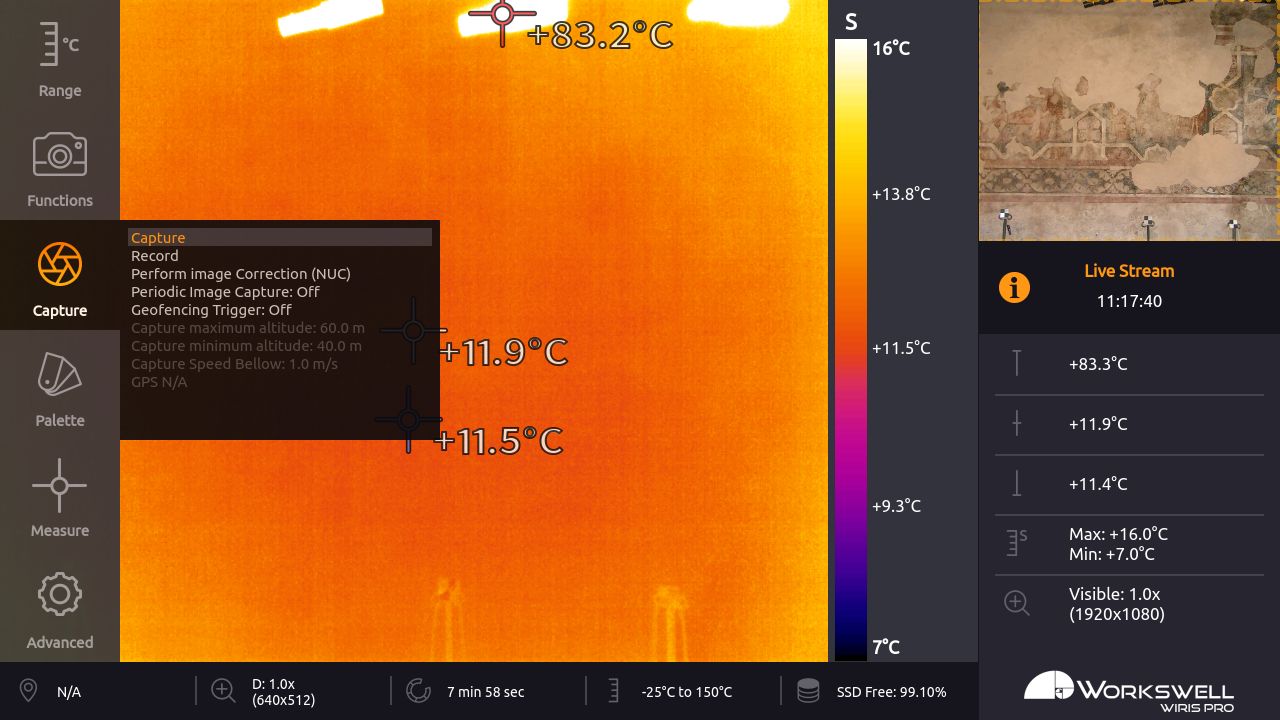 °C
Range
Functions
Capture
Palette
Measure
Advanced
+83.2°C
Capture
Record
Perform image Correction (NUC)
Periodic Image Capture: Off
Geofencing Trigger: Off
Capture maximum altitude: 60.0 m
Capture minimum altitude: 40.0 m
Capture Speed Bellow: 1.0 m/s
GPS N/A
+11.9°C
+11.5°C
S
16°C
+13.8°C
+11.5°C
+9.3°C
7°C
Live Stream
11:17:40
+83.3°C
+11.9°C
+11.4°C
S
Max: +16.0°C
Min: +7.0°C
Visible: 1.0x
(1920x1080)
N/A
D: 1.0x
(640x512)
7 min 58 sec
-25°C to 150°C
SSD Free: 99.10%
WORKSWELL
WIRIS PRO